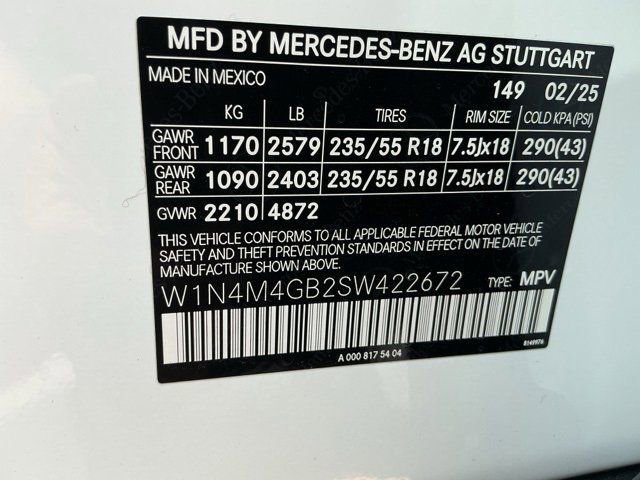 MFD BY MERCEDES-BENZ AG STUTTGART
MADE IN MEXICO 149 02/25
KG LB TIRES RIM SIZE COLD KPA (PSI)
GAWR FRONT 1170 2579 235/55 R18 7.5Jx18 290(43)
GAWR REAR 1090 2403 235/55 R18 7.5Jx18 290(43)
GVWR 2210 4872
THIS VEHICLE CONFORMS TO ALL APPLICABLE FEDERAL MOTOR VEHICLE
SAFETY AND THEFT PREVENTION STANDARDS IN EFFECT ON THE DATE
OF MANUFACTURE SHOWN ABOVE.
W1N4M4GB2SW422672 TYPE: MPV
A 000 817 54 04